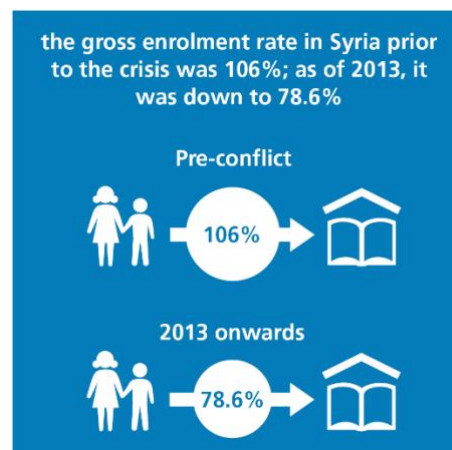 the gross enrolment rate in Syria prior
to the crisis was 106%; as of 2013, it
was down to 78.6%
Pre-conflict
106%
2013 onwards
78.6%